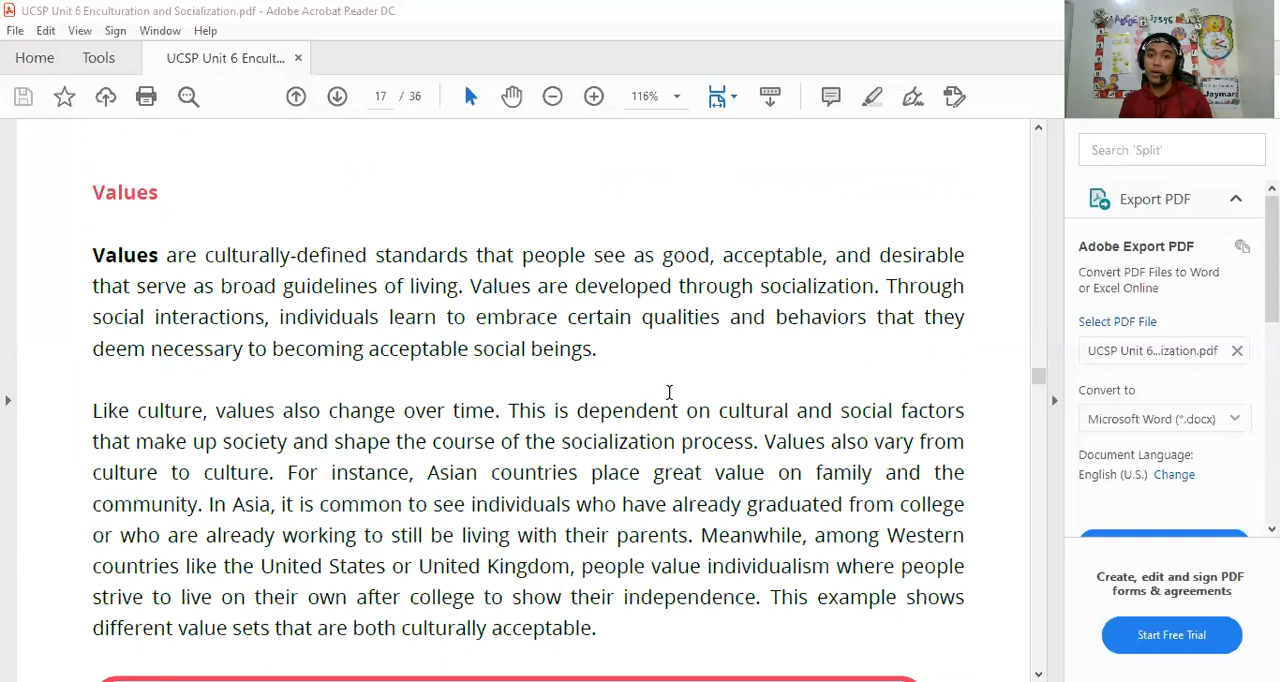 UCSP Unit 6 Enculturation and Socialization.pdf - Adobe Acrobat Reader DC
File Edit View Window Sign Help
Home Tools UCSP Unit 6 Encult... ×
17 / 36 116%
Values
Values are culturally-defined standards that people see as good, acceptable, and desirable
that serve as broad guidelines of living. Values are developed through socialization. Through
social interactions, individuals learn to embrace certain qualities and behaviors that they
deem necessary to becoming acceptable social beings.
Like culture, values also change over time. This is dependent on cultural and social factors
that make up society and shape the course of the socialization process. Values also vary from
culture to culture. For instance, Asian countries place great value on family and the
community. In Asia, it is common to see individuals who have already graduated from college
or who are already working to still be living with their parents. Meanwhile, among Western
countries like the United States or United Kingdom, people value individualism where people
strive to live on their own after college to show their independence. This example shows
different value sets that are both culturally acceptable.
Jaymar
Search 'Split'
Export PDF
Adobe Export PDF
Convert PDF Files to Word
or Excel Online
Select PDF File
UCSP Unit 6...ization.pdf ×
Convert to
Microsoft Word (*.docx)
Document Language:
English (U.S.) Change
Create, edit and sign PDF
forms & agreements
Start Free Trial